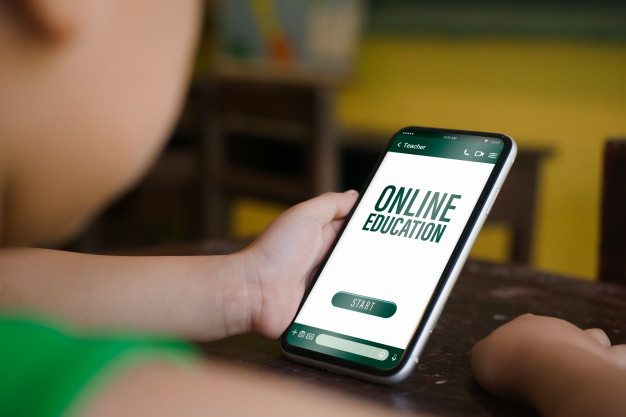 Teacher
ONLINE
EDUCATION
START